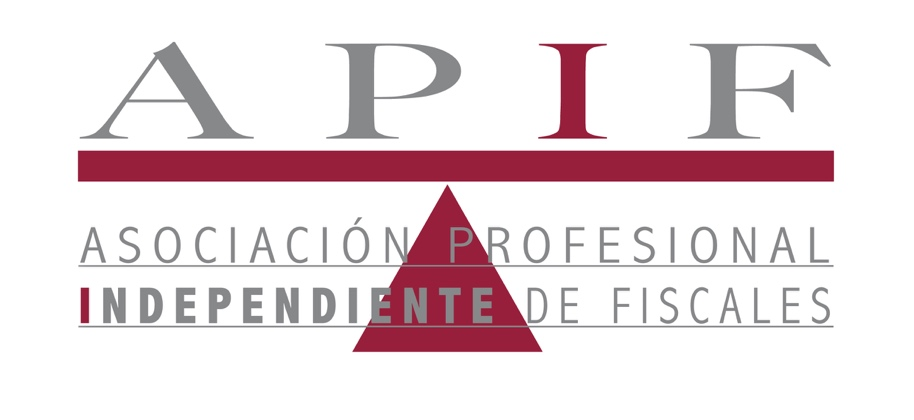 APIF
ASOCIACIÓN PROFESIONAL
INDEPENDIENTE DE FISCALES